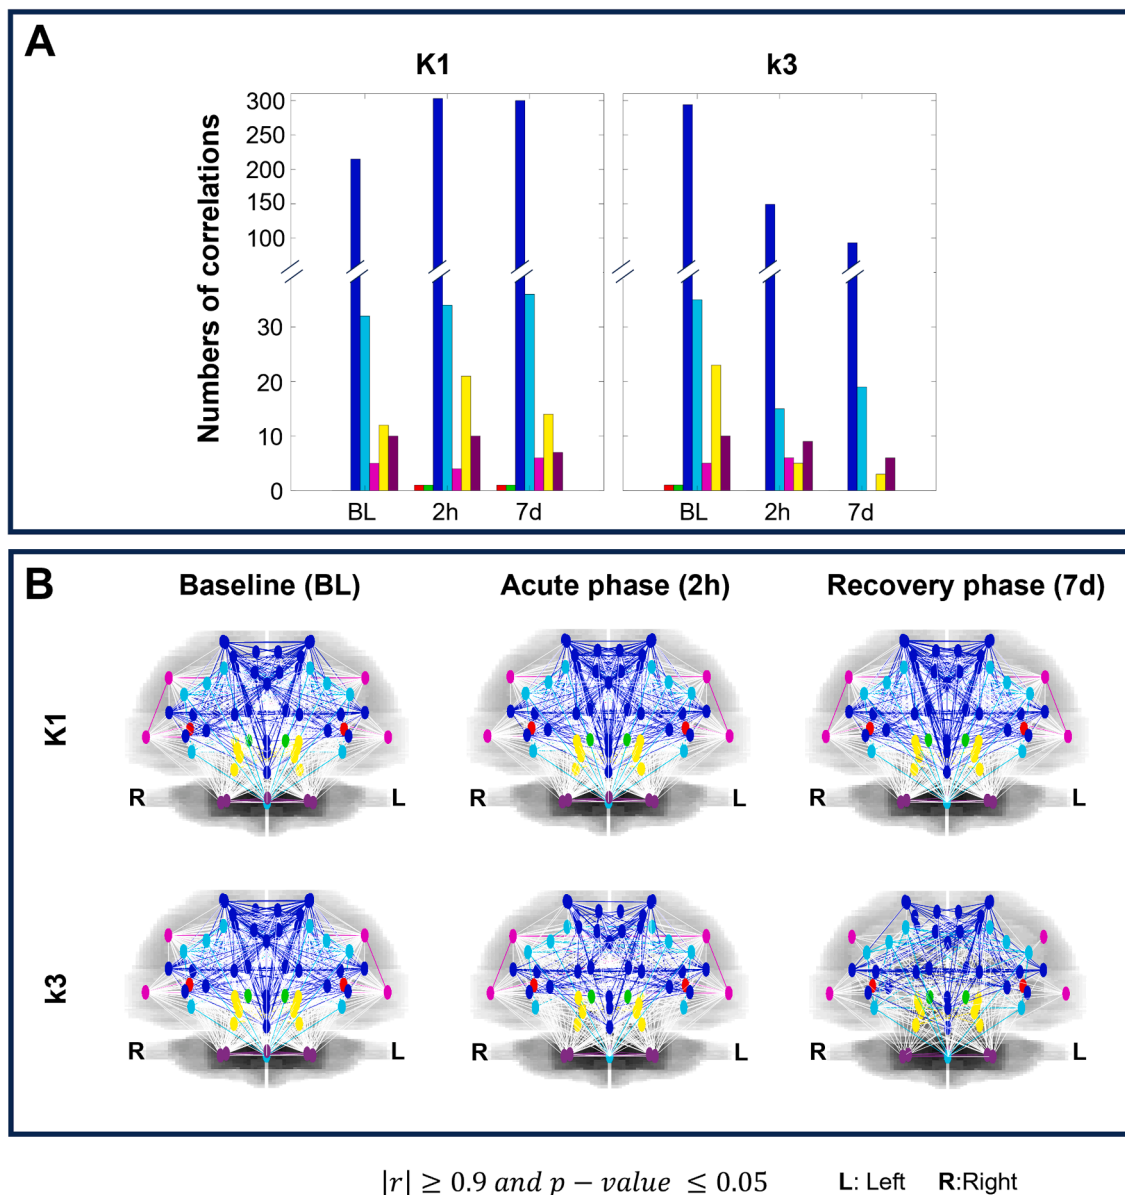 A
K1
k3
Numbers of correlations
300
250
200
150
100
30
20
10
0
BL
2h
7d
BL
2h
7d
B
Baseline (BL)
Acute phase (2h)
Recovery phase (7d)
K1
R
L
R
L
R
L
k3
R
L
R
L
R
L
|r| ≥ 0.9 and p − value ≤ 0.05
L: Left R:Right